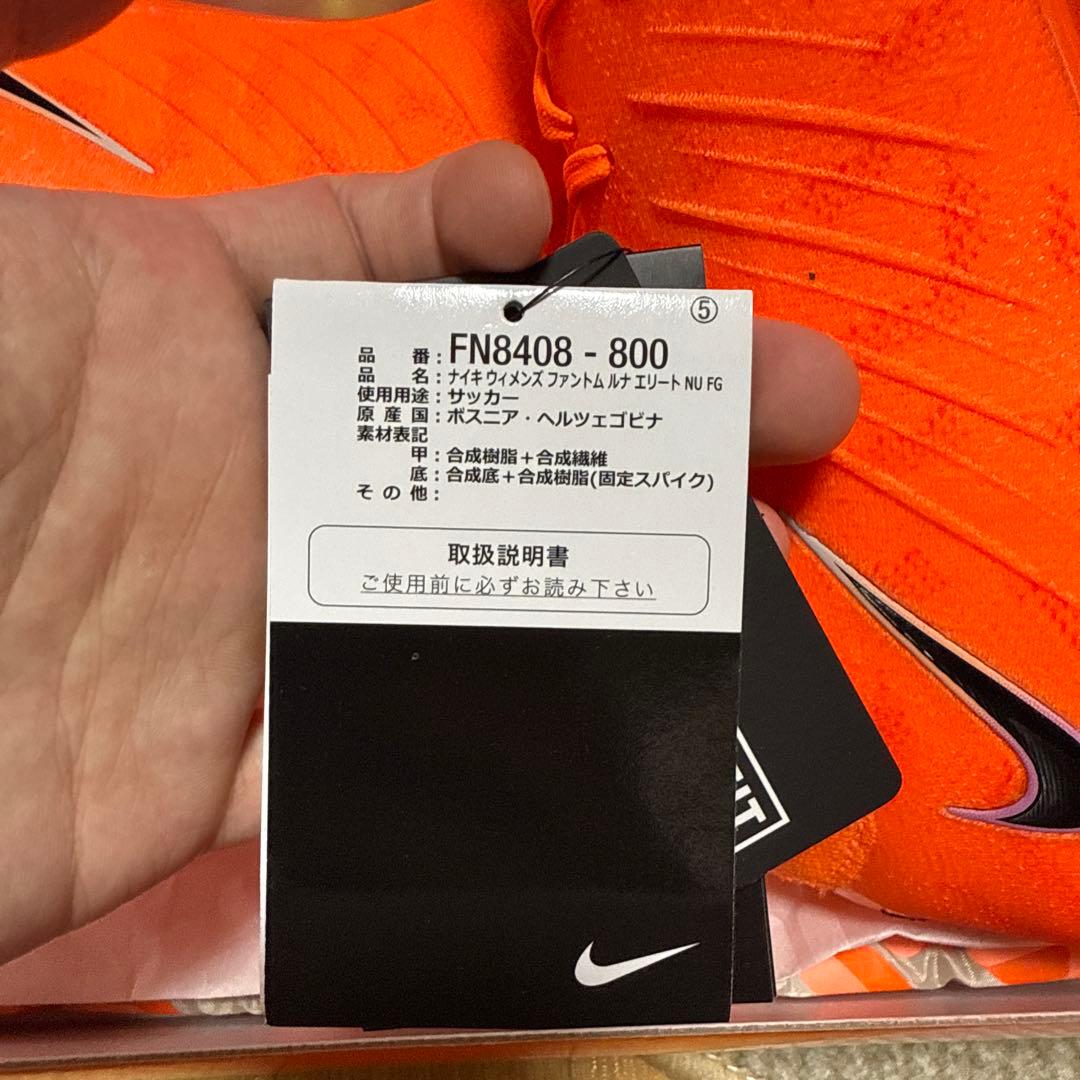 ⑤
品 番：FN8408 - 800
品 名：ナイキ ウィメンズ ファントム ルナ エリート NU FG
使用用途：サッカー
原 産 国：ボスニア・ヘルツェゴビナ
素材表記
甲：合成樹脂＋合成繊維
底：合成底＋合成樹脂(固定スパイク)
そ の 他：
取扱説明書
ご使用前に必ずお読み下さい